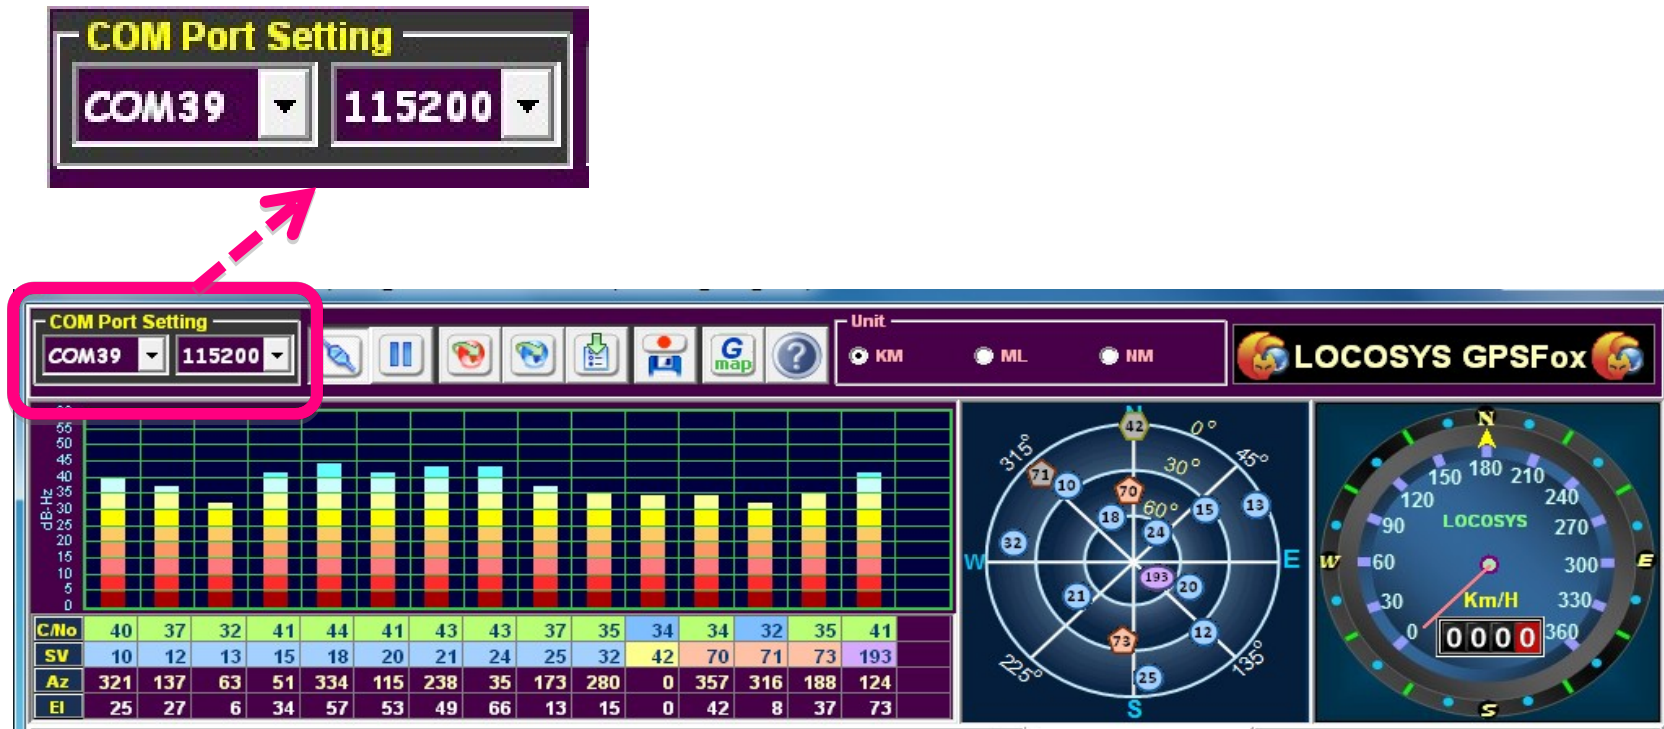 COM Port Setting
COM39 115200
COM Port Setting
COM39 115200
G
map
?
Unit
KM ML NM
LOCOSYS GPSFox
55
50
45
40
35
30
25
20
15
10
5
0
dB-Hz
C/No 40 37 32 41 44 41 43 43 37 35 34 34 32 35 41
SV 10 12 13 15 18 20 21 24 25 32 42 70 71 73 193
Az 321 137 63 51 334 115 238 35 173 280 0 357 316 188 124
El 25 27 6 34 57 53 49 66 13 15 0 42 8 37 73
N
42 0°
315° 45°
71 10 30°
70
18 60° 15 13
24
32
W E
193
21 20
73 12
225° 135°
25
S
N
150 180 210
120 240
90 LOCOSYS 270
W 60 300 E
30 Km/H 330
0 0000 360
S